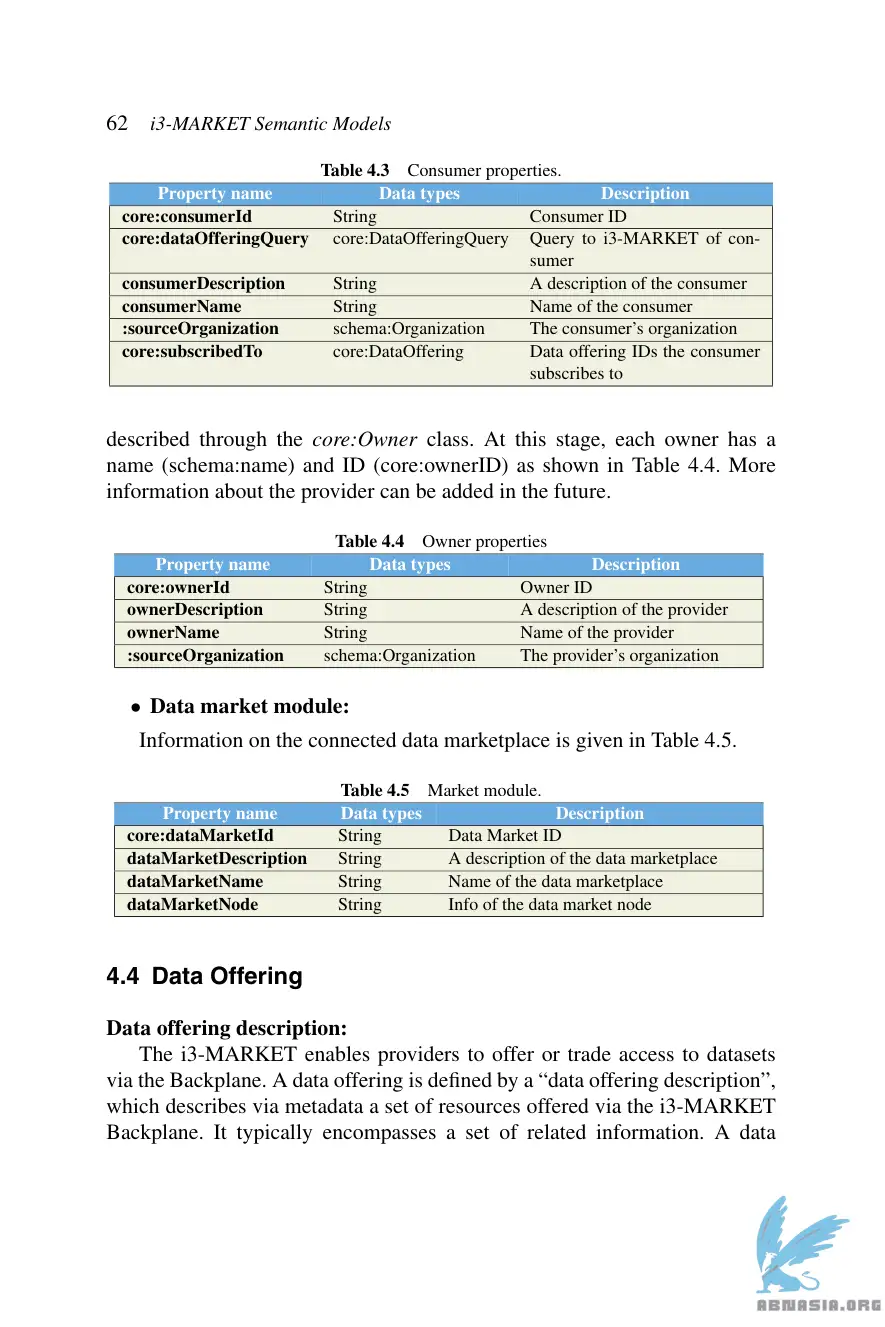 62 i3-MARKET Semantic Models
Table 4.3 Consumer properties.
Property name Data types Description
core:consumerId String Consumer ID
core:dataOfferingQuery core:DataOfferingQuery Query to i3-MARKET of con-
sumer
consumerDescription String A description of the consumer
consumerName String Name of the consumer
:sourceOrganization schema:Organization The consumer’s organization
core:subscribedTo core:DataOffering Data offering IDs the consumer
subscribes to
described through the core:Owner class. At this stage, each owner has a
name (schema:name) and ID (core:ownerID) as shown in Table 4.4. More
information about the provider can be added in the future.
Table 4.4 Owner properties
Property name Data types Description
core:ownerId String Owner ID
ownerDescription String A description of the provider
ownerName String Name of the provider
:sourceOrganization schema:Organization The provider’s organization
• Data market module:
Information on the connected data marketplace is given in Table 4.5.
Table 4.5 Market module.
Property name Data types Description
core:dataMarketId String Data Market ID
dataMarketDescription String A description of the data marketplace
dataMarketName String Name of the data marketplace
dataMarketNode String Info of the data market node
4.4 Data Offering
Data offering description:
The i3-MARKET enables providers to offer or trade access to datasets
via the Backplane. A data offering is defined by a “data offering description”,
which describes via metadata a set of resources offered via the i3-MARKET
Backplane. It typically encompasses a set of related information. A data
ABNASIA.ORG